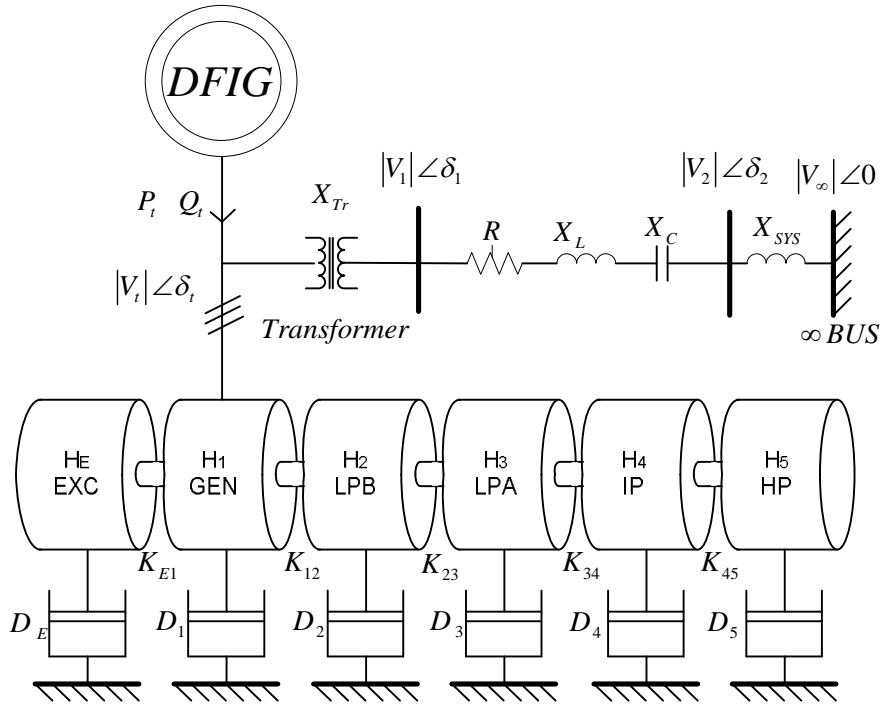 DFIG
P_t Q_t
X_Tr
|V_1|∠δ_1
R
X_L
X_C
|V_2|∠δ_2
X_SYS
|V_∞|∠0
|V_t|∠δ_t
Transformer
∞ BUS
H_E
EXC
H_1
GEN
H_2
LPB
H_3
LPA
H_4
IP
H_5
HP
K_E1
K_12
K_23
K_34
K_45
D_E
D_1
D_2
D_3
D_4
D_5